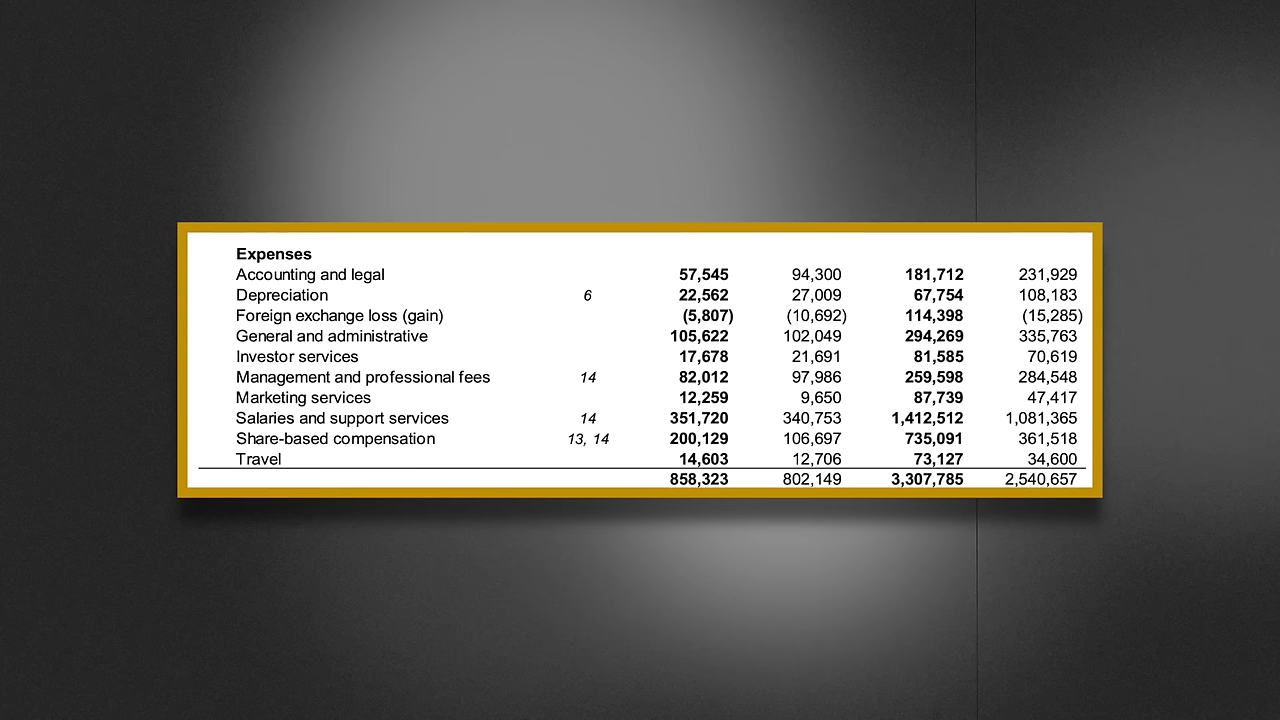 Expenses
Accounting and legal 57,545 94,300 181,712 231,929
Depreciation 6 22,562 27,009 67,754 108,183
Foreign exchange loss (gain) (5,807) (10,692) 114,398 (15,285)
General and administrative 105,622 102,049 294,269 335,763
Investor services 17,678 21,691 81,585 70,619
Management and professional fees 14 82,012 97,986 259,598 284,548
Marketing services 12,259 9,650 87,739 47,417
Salaries and support services 14 351,720 340,753 1,412,512 1,081,365
Share-based compensation 13, 14 200,129 106,697 735,091 361,518
Travel 14,603 12,706 73,127 34,600
858,323 802,149 3,307,785 2,540,657